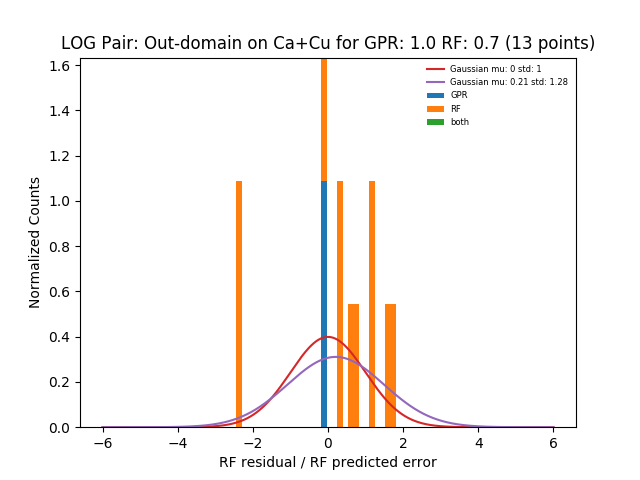 LOG Pair: Out-domain on Ca+Cu for GPR: 1.0 RF: 0.7 (13 points)
Gaussian mu: 0 std: 1
Gaussian mu: 0.21 std: 1.28
GPR
RF
both
Normalized Counts
1.6
1.4
1.2
1.0
0.8
0.6
0.4
0.2
0.0
−6 −4 −2 0 2 4 6
RF residual / RF predicted error